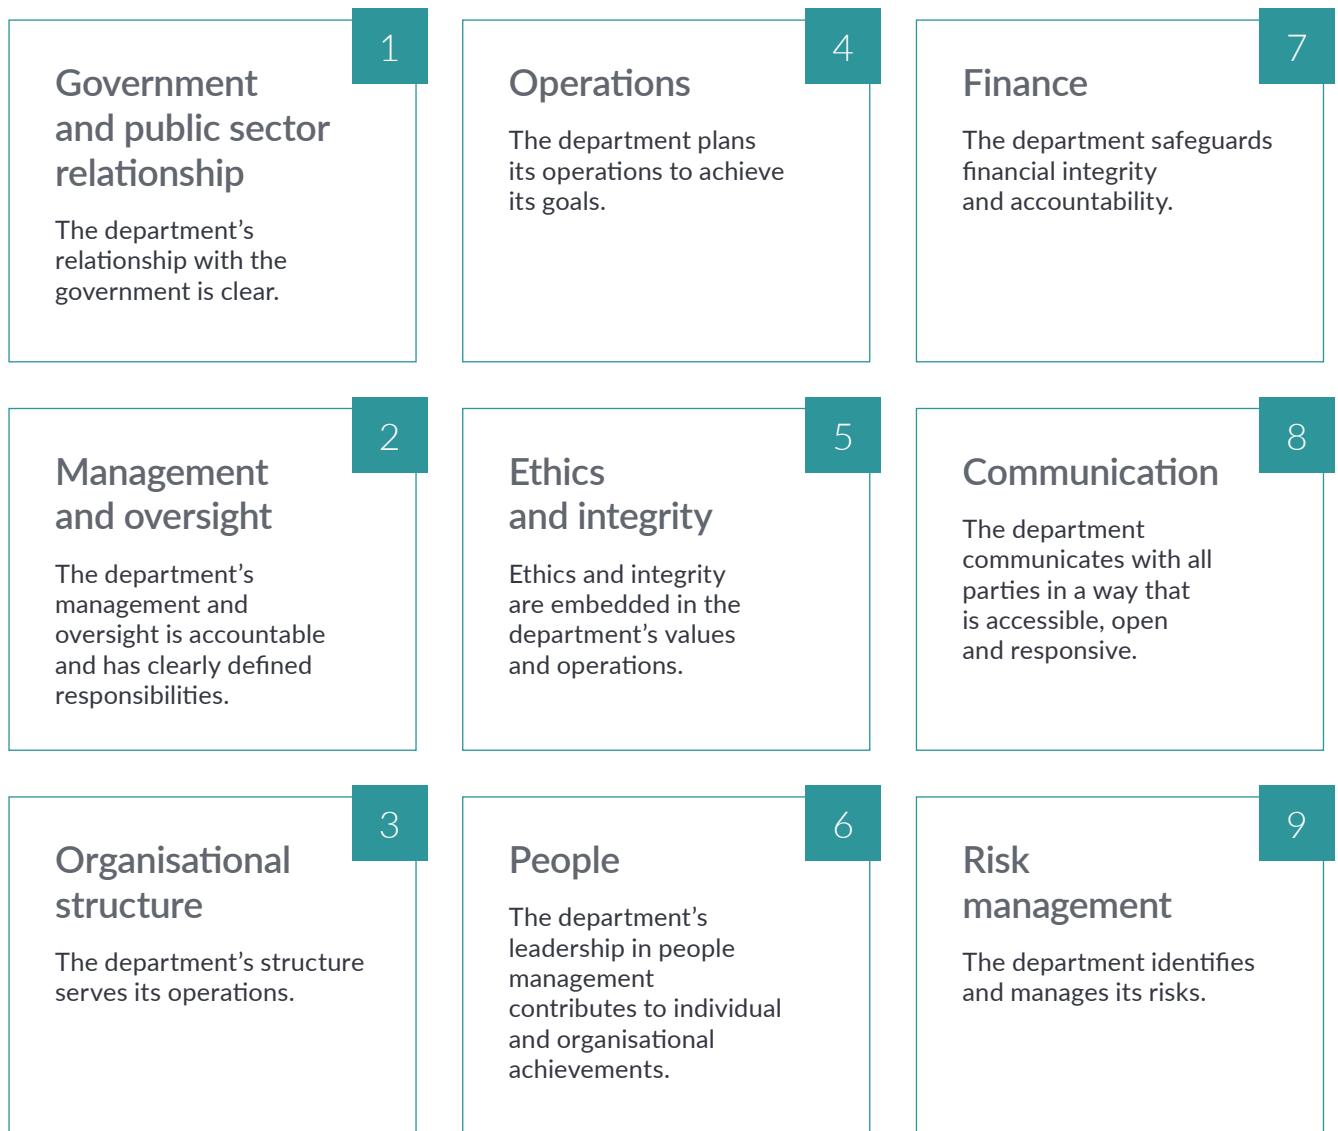 1
Government
and public sector
relationship
The department’s
relationship with the
government is clear.
2
Management
and oversight
The department’s
management and
oversight is accountable
and has clearly defined
responsibilities.
3
Organisational
structure
The department’s structure
serves its operations.
4
Operations
The department plans
its operations to achieve
its goals.
5
Ethics
and integrity
Ethics and integrity
are embedded in the
department’s values
and operations.
6
People
The department’s
leadership in people
management
contributes to individual
and organisational
achievements.
7
Finance
The department safeguards
financial integrity
and accountability.
8
Communication
The department
communicates with all
parties in a way that
is accessible, open
and responsive.
9
Risk
management
The department identifies
and manages its risks.